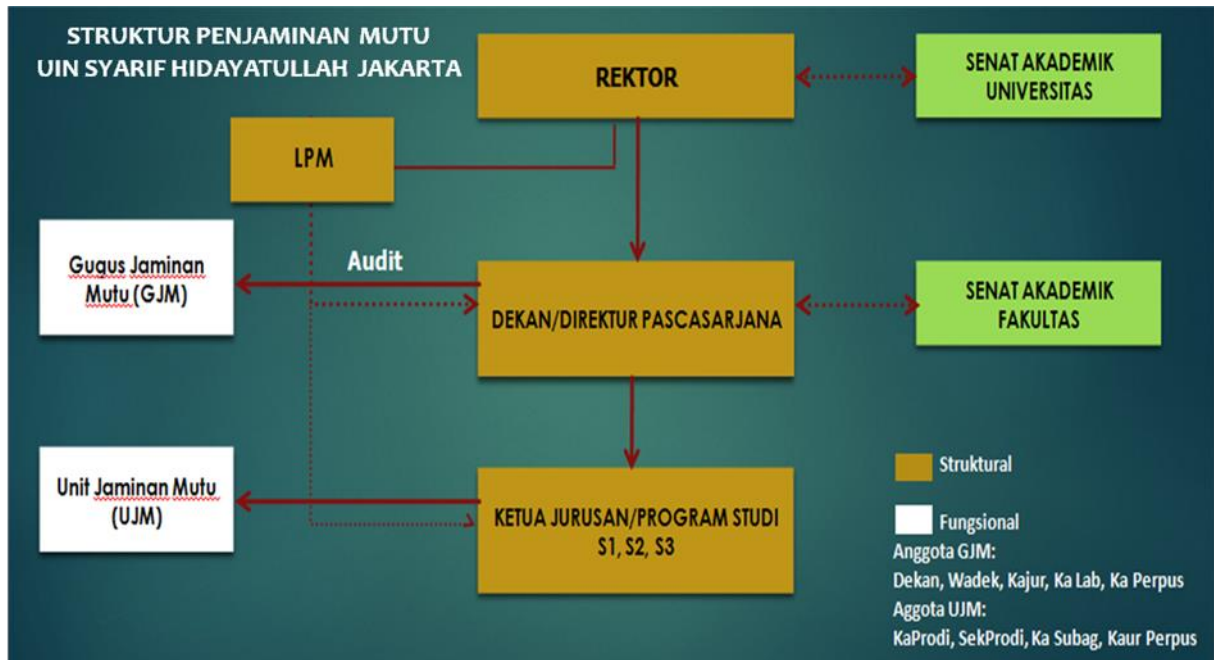 STRUKTUR PENJAMINAN MUTU
UIN SYARIF HIDAYATULLAH JAKARTA
REKTOR
SENAT AKADEMIK
UNIVERSITAS
LPM
Gugus Jaminan
Mutu (GJM)
Audit
DEKAN/DIREKTUR PASCASARJANA
SENAT AKADEMIK
FAKULTAS
Unit Jaminan Mutu
(UJM)
KETUA JURUSAN/PROGRAM STUDI
S1, S2, S3
Struktural
Fungsional
Anggota GJM:
Dekan, Wadek, Kajur, Ka Lab, Ka Perpus
Aggota UJM:
KaProdi, SekProdi, Ka Subag, Kaur Perpus